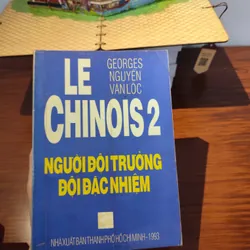 GEORGES
NGUYỄN
VĂN LỘC
LE
CHINOIS 2
NGƯỜI ĐỘI TRƯỞNG
ĐỘI ĐẶC NHIỆM
NHÀ XUẤT BẢN THÀNH PHỐ HỒ CHÍ MINH - 1993